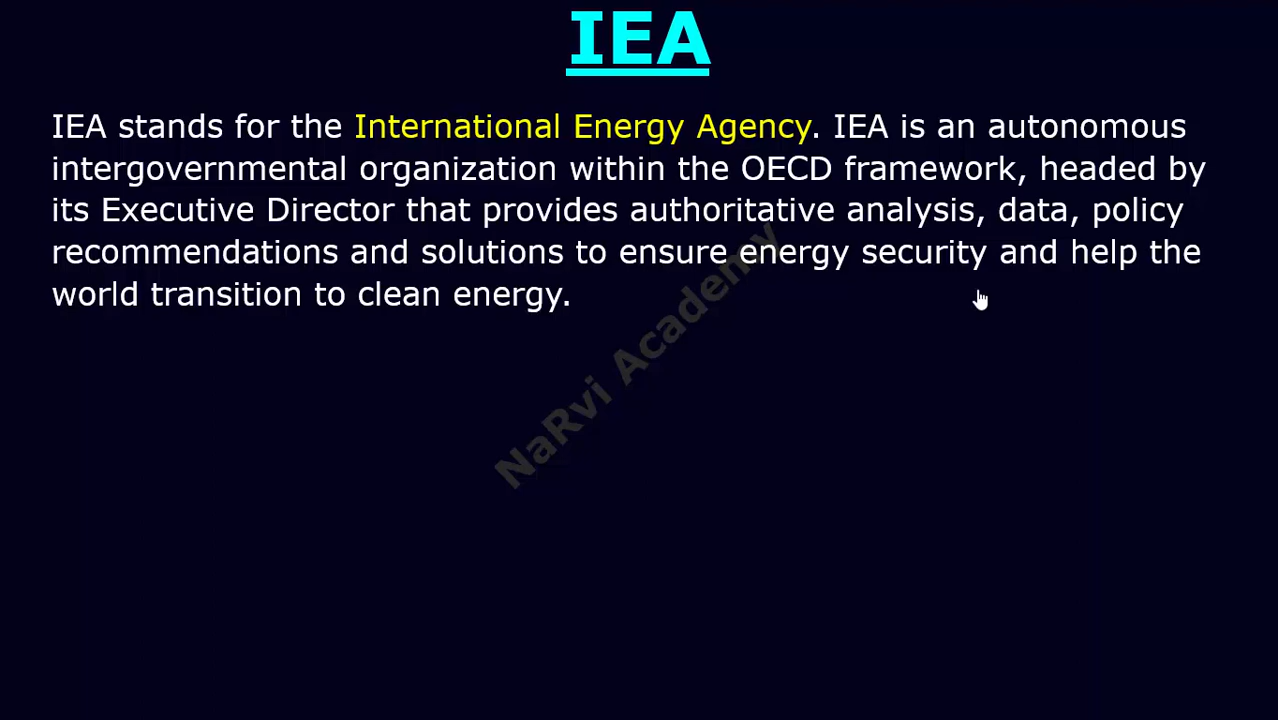 IEA
IEA stands for the International Energy Agency. IEA is an autonomous
intergovernmental organization within the OECD framework, headed by
its Executive Director that provides authoritative analysis, data, policy
recommendations and solutions to ensure energy security and help the
world transition to clean energy.
NaRvi Academy